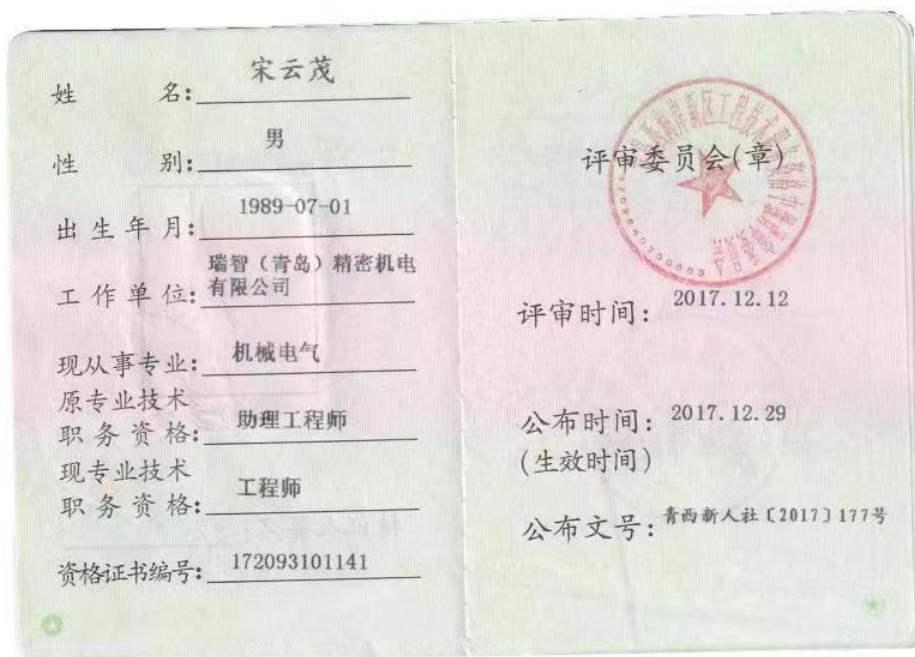 姓 名: 宋云茂
性 别: 男
出生年月: 1989-07-01
工作单位: 瑞智（青岛）精密机电
有限公司
现从事专业: 机械电气
原专业技术
职务资格: 助理工程师
现专业技术
职务资格: 工程师
资格证书编号: 172093101141
评审委员会(章)
评审时间: 2017.12.12
公布时间: 2017.12.29
(生效时间)
公布文号: 青西新人社〔2017〕177号